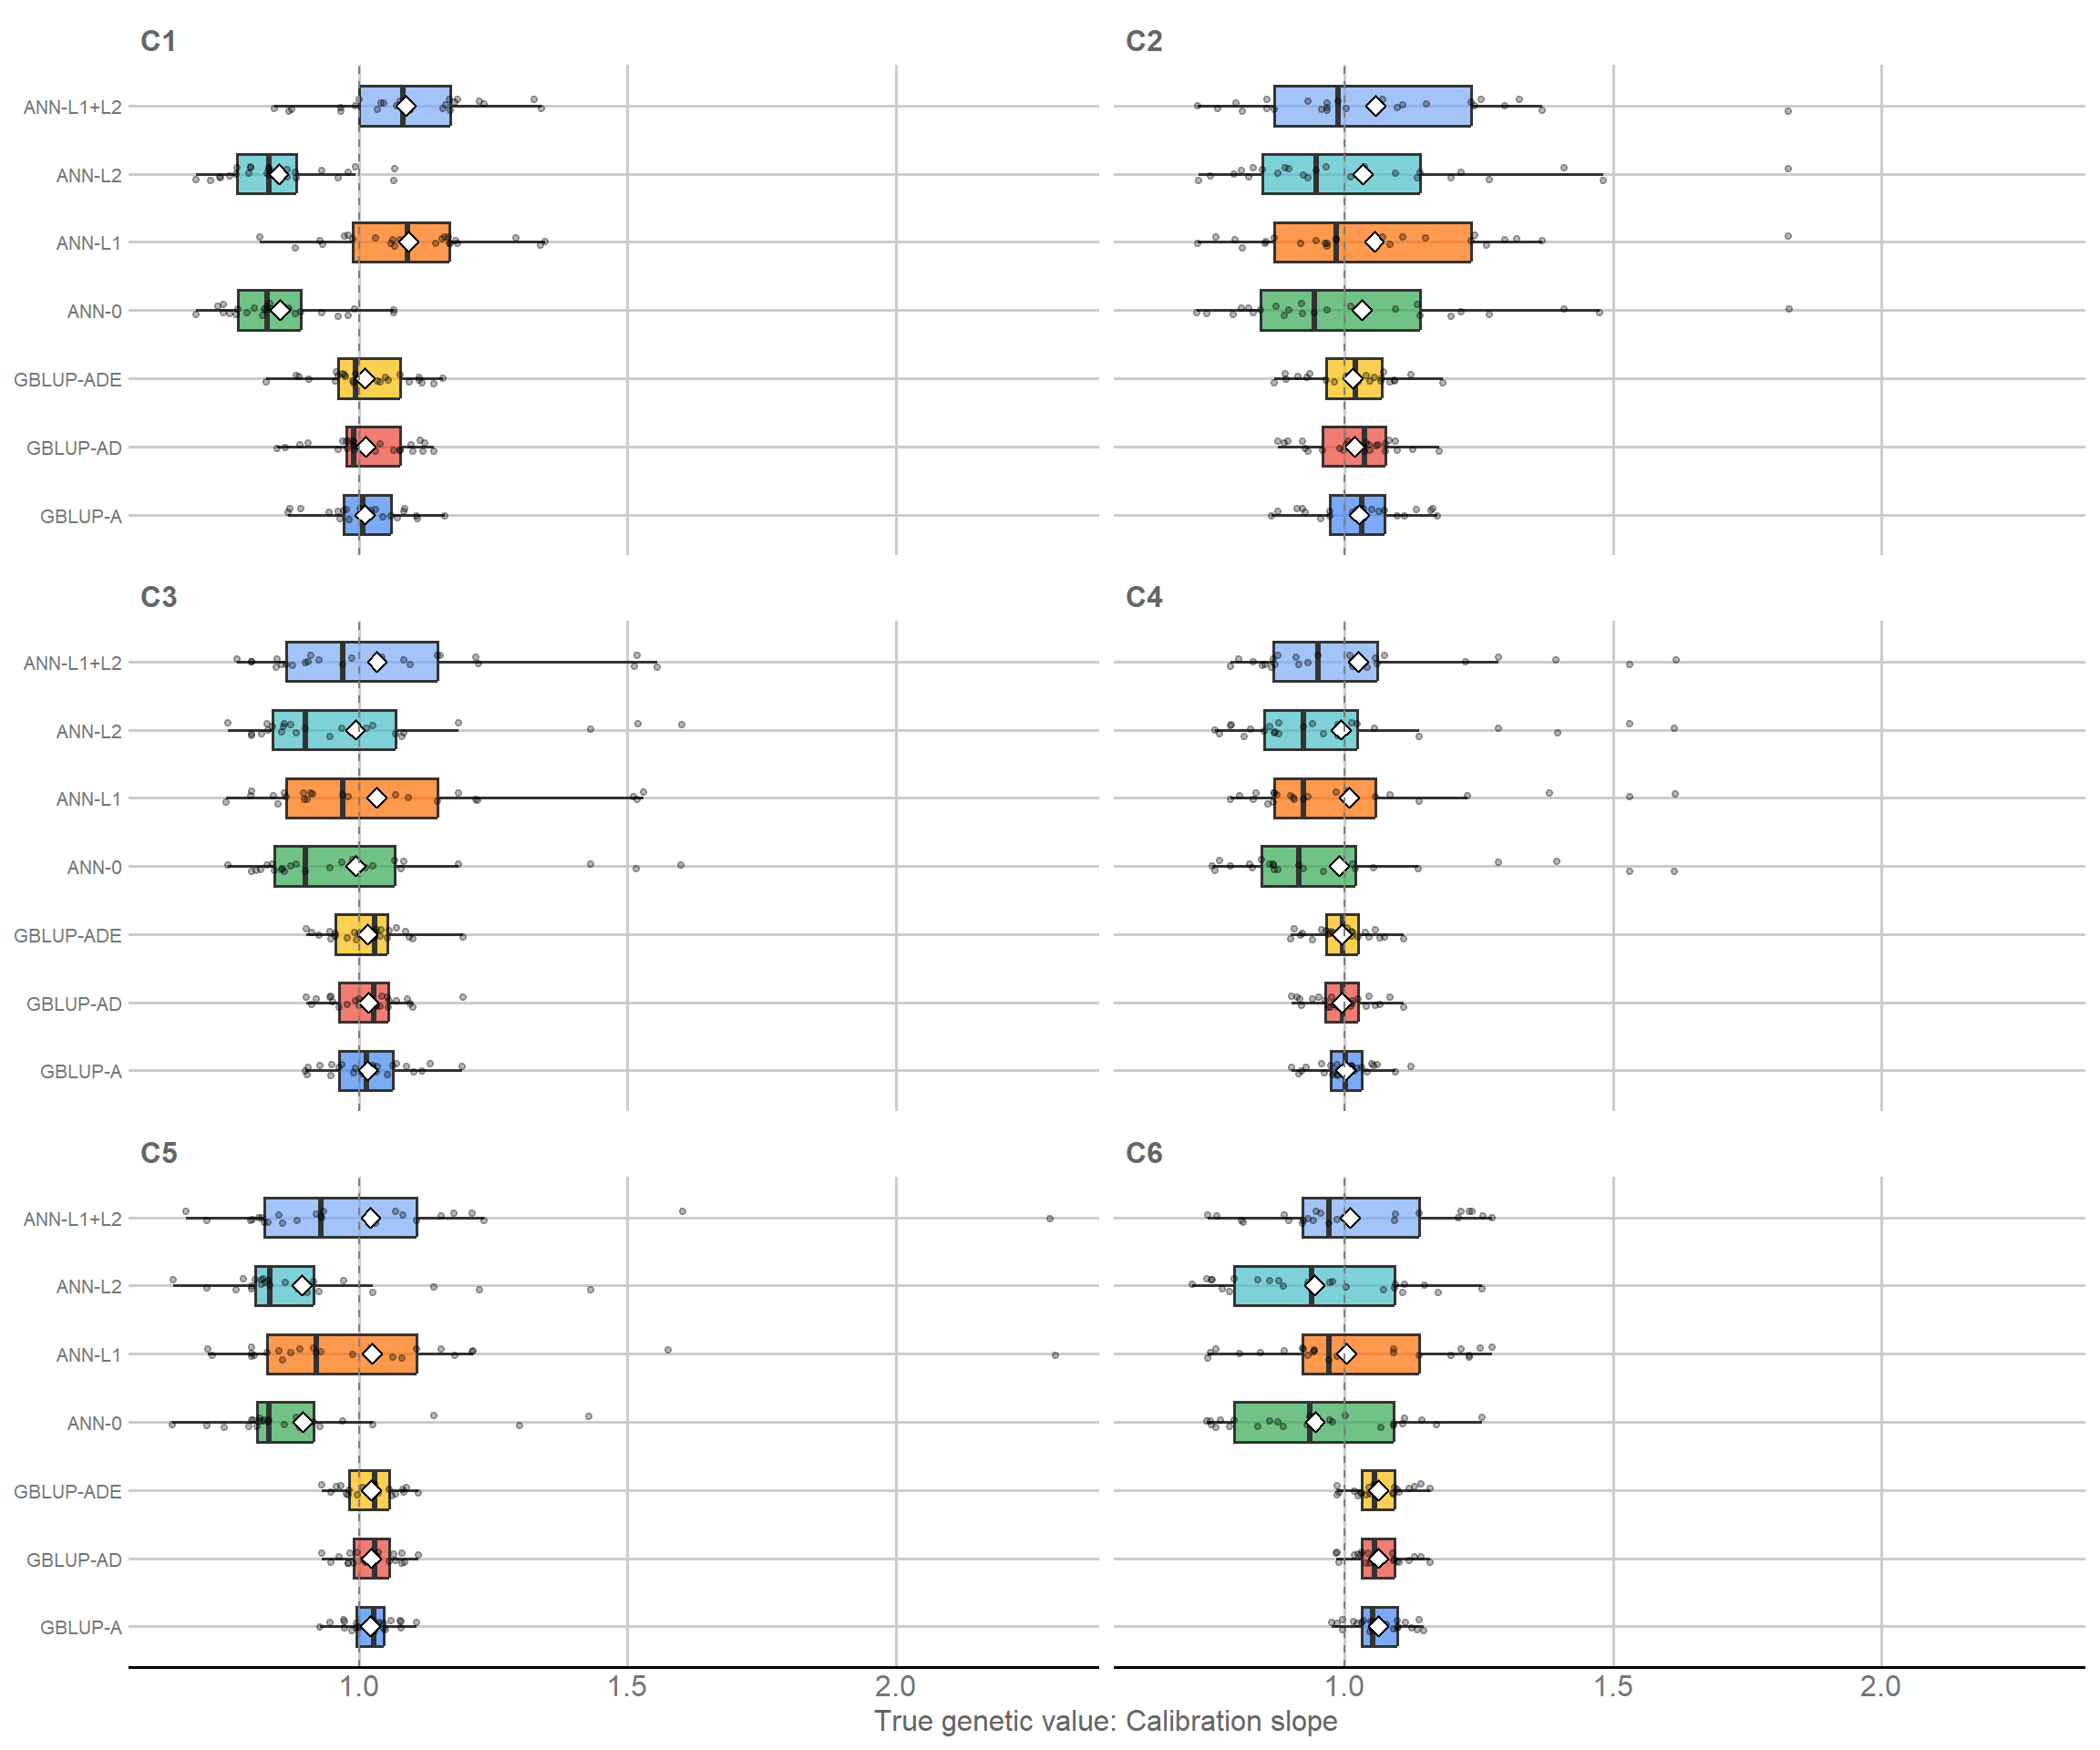 C1
C2
ANN-L1+L2
ANN-L2
ANN-L1
ANN-0
GBLUP-ADE
GBLUP-AD
GBLUP-A
C3
C4
ANN-L1+L2
ANN-L2
ANN-L1
ANN-0
GBLUP-ADE
GBLUP-AD
GBLUP-A
C5
C6
ANN-L1+L2
ANN-L2
ANN-L1
ANN-0
GBLUP-ADE
GBLUP-AD
GBLUP-A
1.0 1.5 2.0 1.0 1.5 2.0
True genetic value: Calibration slope